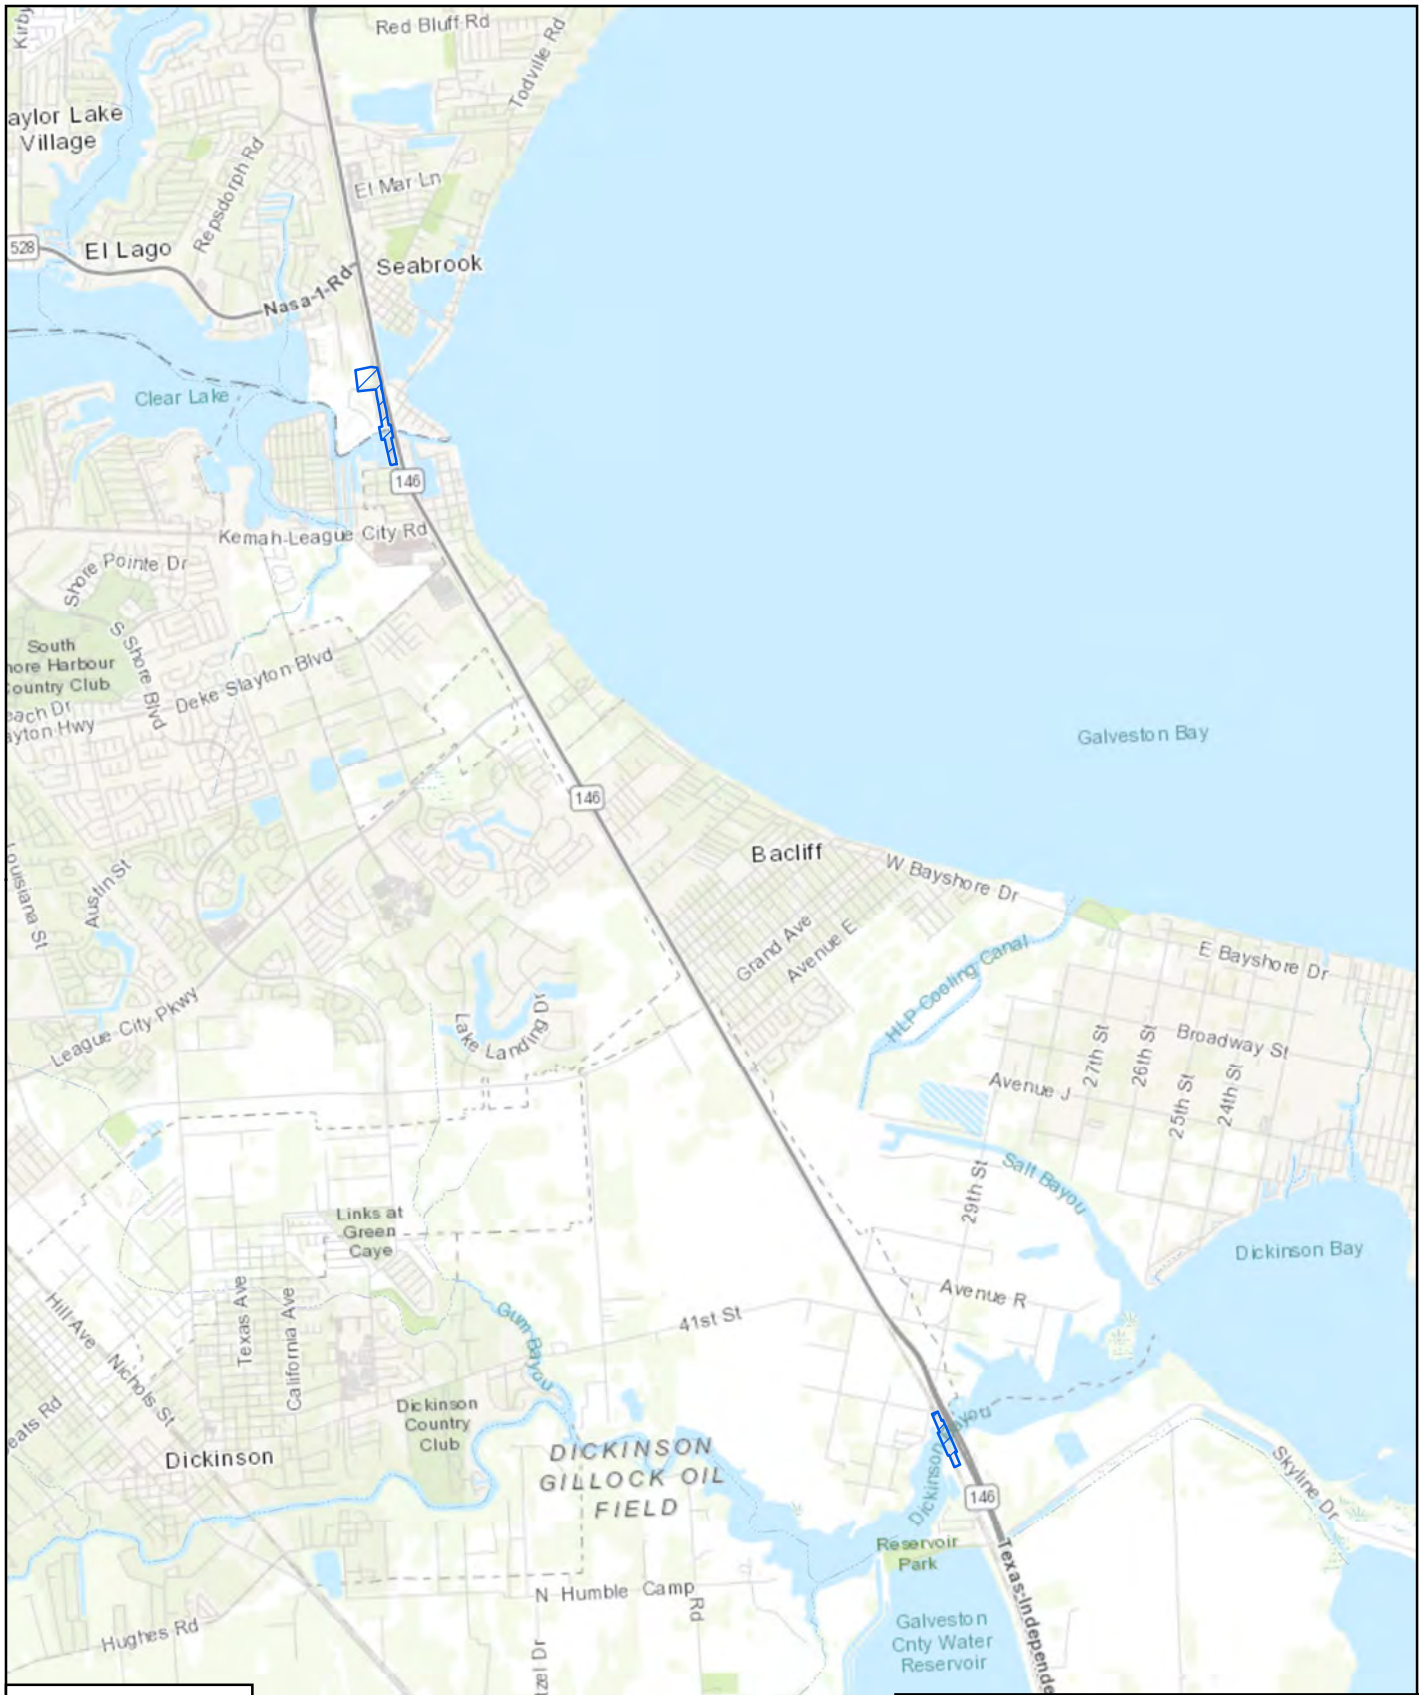 Kirby
Red Bluff Rd
Todville Rd
aylor Lake
Village
Repsdorph Rd
El Mar Ln
528
El Lago
Seabrook
Nasa-1-Rd
Clear Lake
146
Kemah-League City Rd
Shore Pointe Dr
South
hore Harbour
Country Club
S Shore Blvd
Deke Slayton Blvd
each Dr
ayton Hwy
Galveston Bay
146
Bacliff
W Bayshore Dr
Louisiana St
Austin St
Grand Ave
Avenue E
E Bayshore Dr
HLP Cooling Canal
League City Pkwy
Lake Landing Dr
27th St
26th St
Broadway St
Avenue J
25th St
24th St
Salt Bayou
29th St
Links at
Green
Caye
Dickinson Bay
Avenue R
Hill Ave
Texas Ave
California Ave
Gum Bayou
41st St
Nichols St
eats Rd
Dickinson
Country
Club
Dickinson
DICKINSON
GILLOCK OIL
FIELD
Dickinson ayou
Skyline Dr
146
Reservoir
Park
Texas-Independe
N Humble Camp Rd
Galveston
Cnty Water
Reservoir
Hughes Rd
tzel Dr